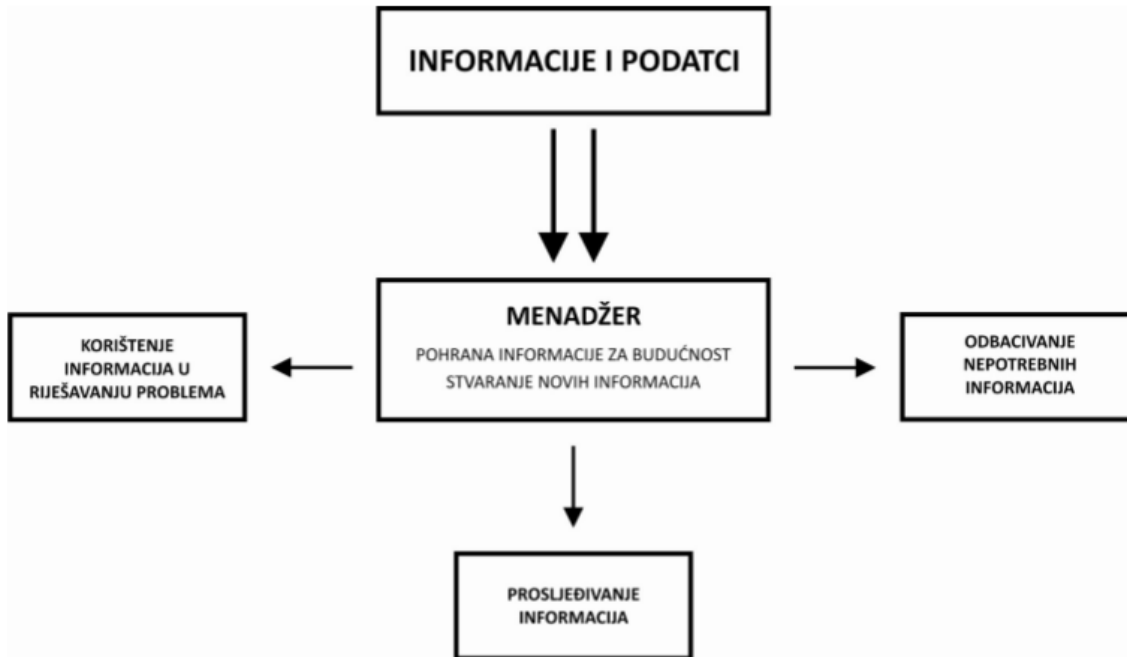 INFORMACIJE I PODATCI
MENADŽER
POHRANA INFORMACIJE ZA BUDUĆNOST
STVARANJE NOVIH INFORMACIJA
KORIŠTENJE
INFORMACIJA U
RIJEŠAVANJU PROBLEMA
ODBACIVANJE
NEPOTREBNIH
INFORMACIJA
PROSLJEĐIVANJE
INFORMACIJA